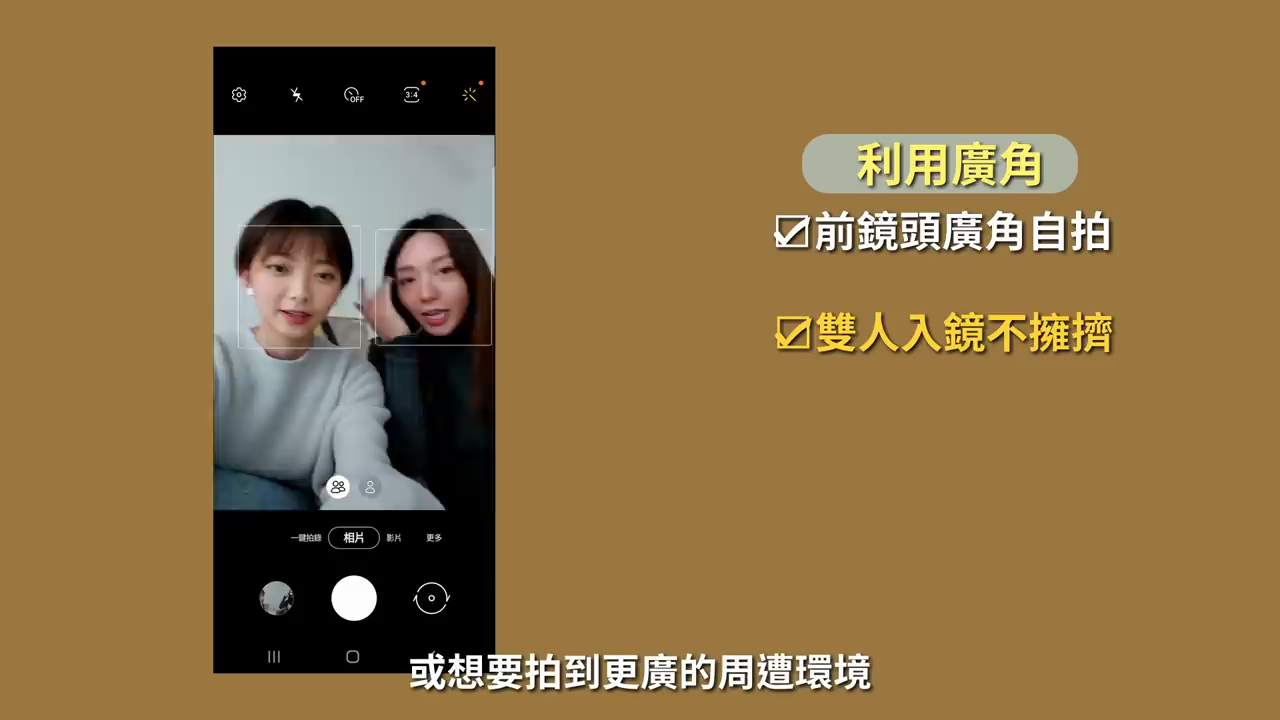 OFF
3:4
利用廣角
☑前鏡頭廣角自拍
☑雙人入鏡不擁擠
一鍵拍錄 相片 影片 更多
或想要拍到更廣的周遭環境